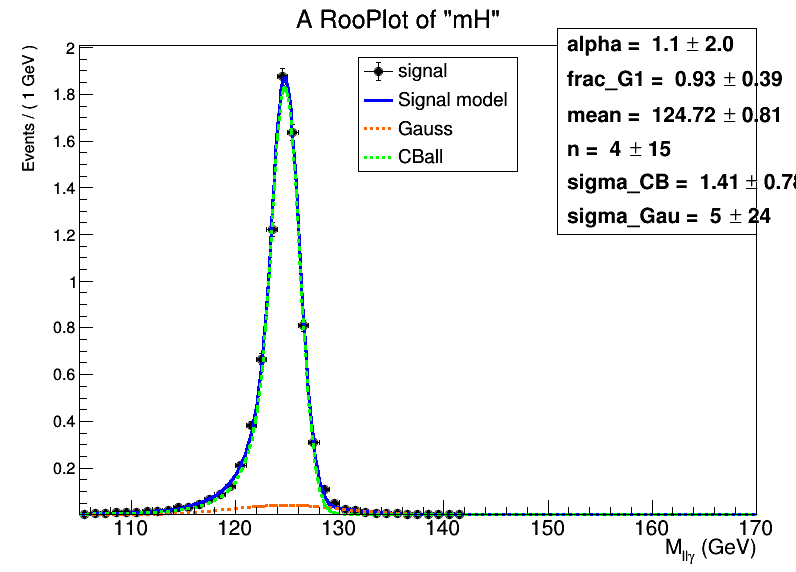 A RooPlot of "mH"
Events / ( 1 GeV )
2
1.8
1.6
1.4
1.2
1
0.8
0.6
0.4
0.2
signal
Signal model
Gauss
CBall
alpha = 1.1 ± 2.0
frac_G1 = 0.93 ± 0.39
mean = 124.72 ± 0.81
n = 4 ± 15
sigma_CB = 1.41 ± 0.78
sigma_Gau = 5 ± 24
110 120 130 140 150 160 170
M_llγ (GeV)